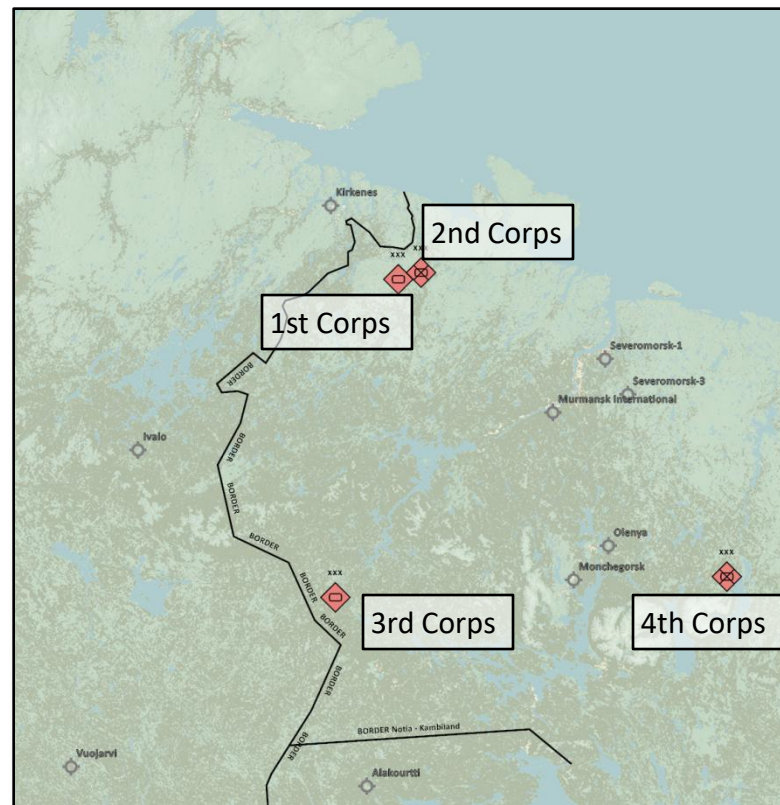 Kirkenes
2nd Corps
xxx
xxx
1st Corps
BORDER
Severomorsk-1
Severomorsk-3
Murmansk International
Ivalo
BORDER
BORDER
BORDER
Olenya
Monchegorsk
xxx
xxx
BORDER
BORDER
3rd Corps
4th Corps
BORDER
BORDER Notia - Kambiland
BORDER
Vuojarvi
Alakourtti